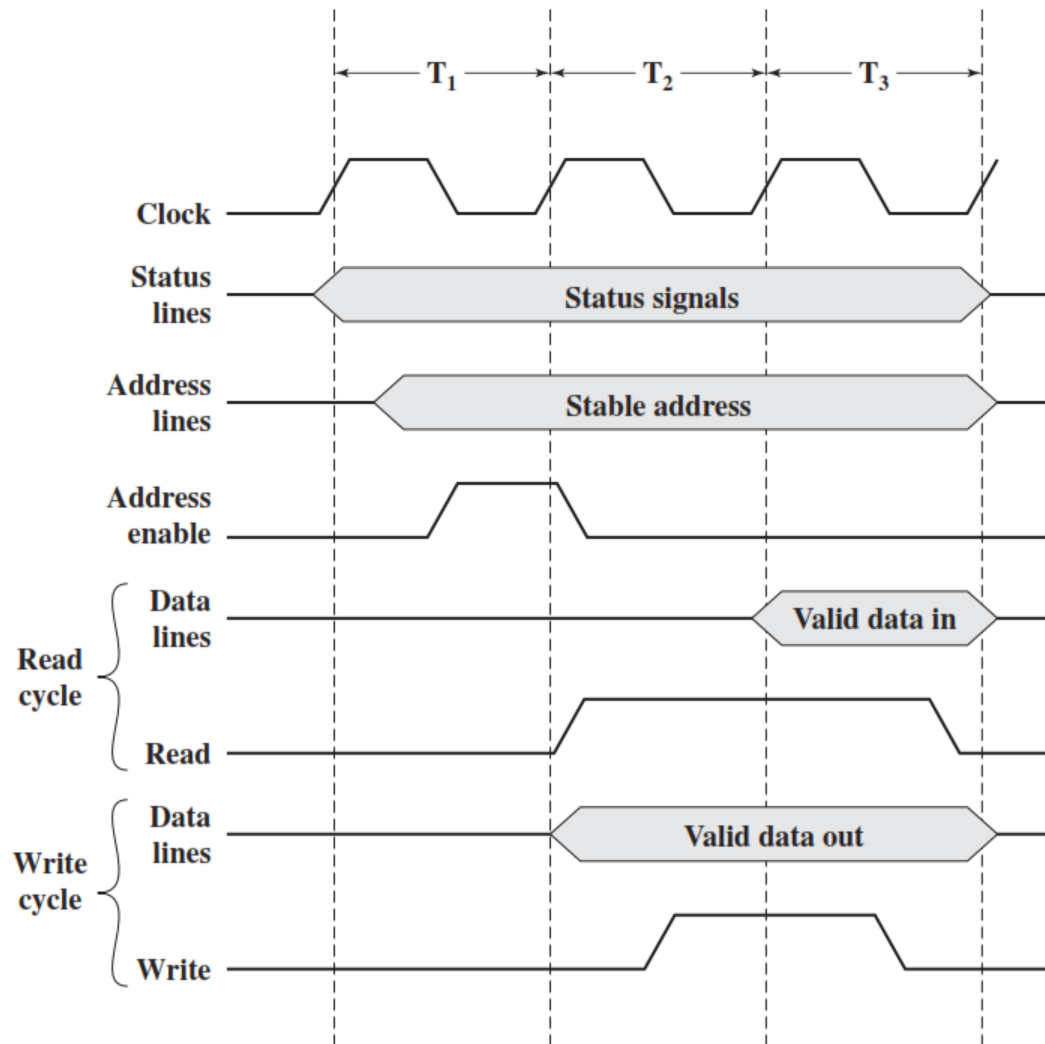 T₁ T₂ T₃
Clock
Status
lines
Status signals
Address
lines
Stable address
Address
enable
Read
cycle
Data
lines
Valid data in
Read
Write
cycle
Data
lines
Valid data out
Write